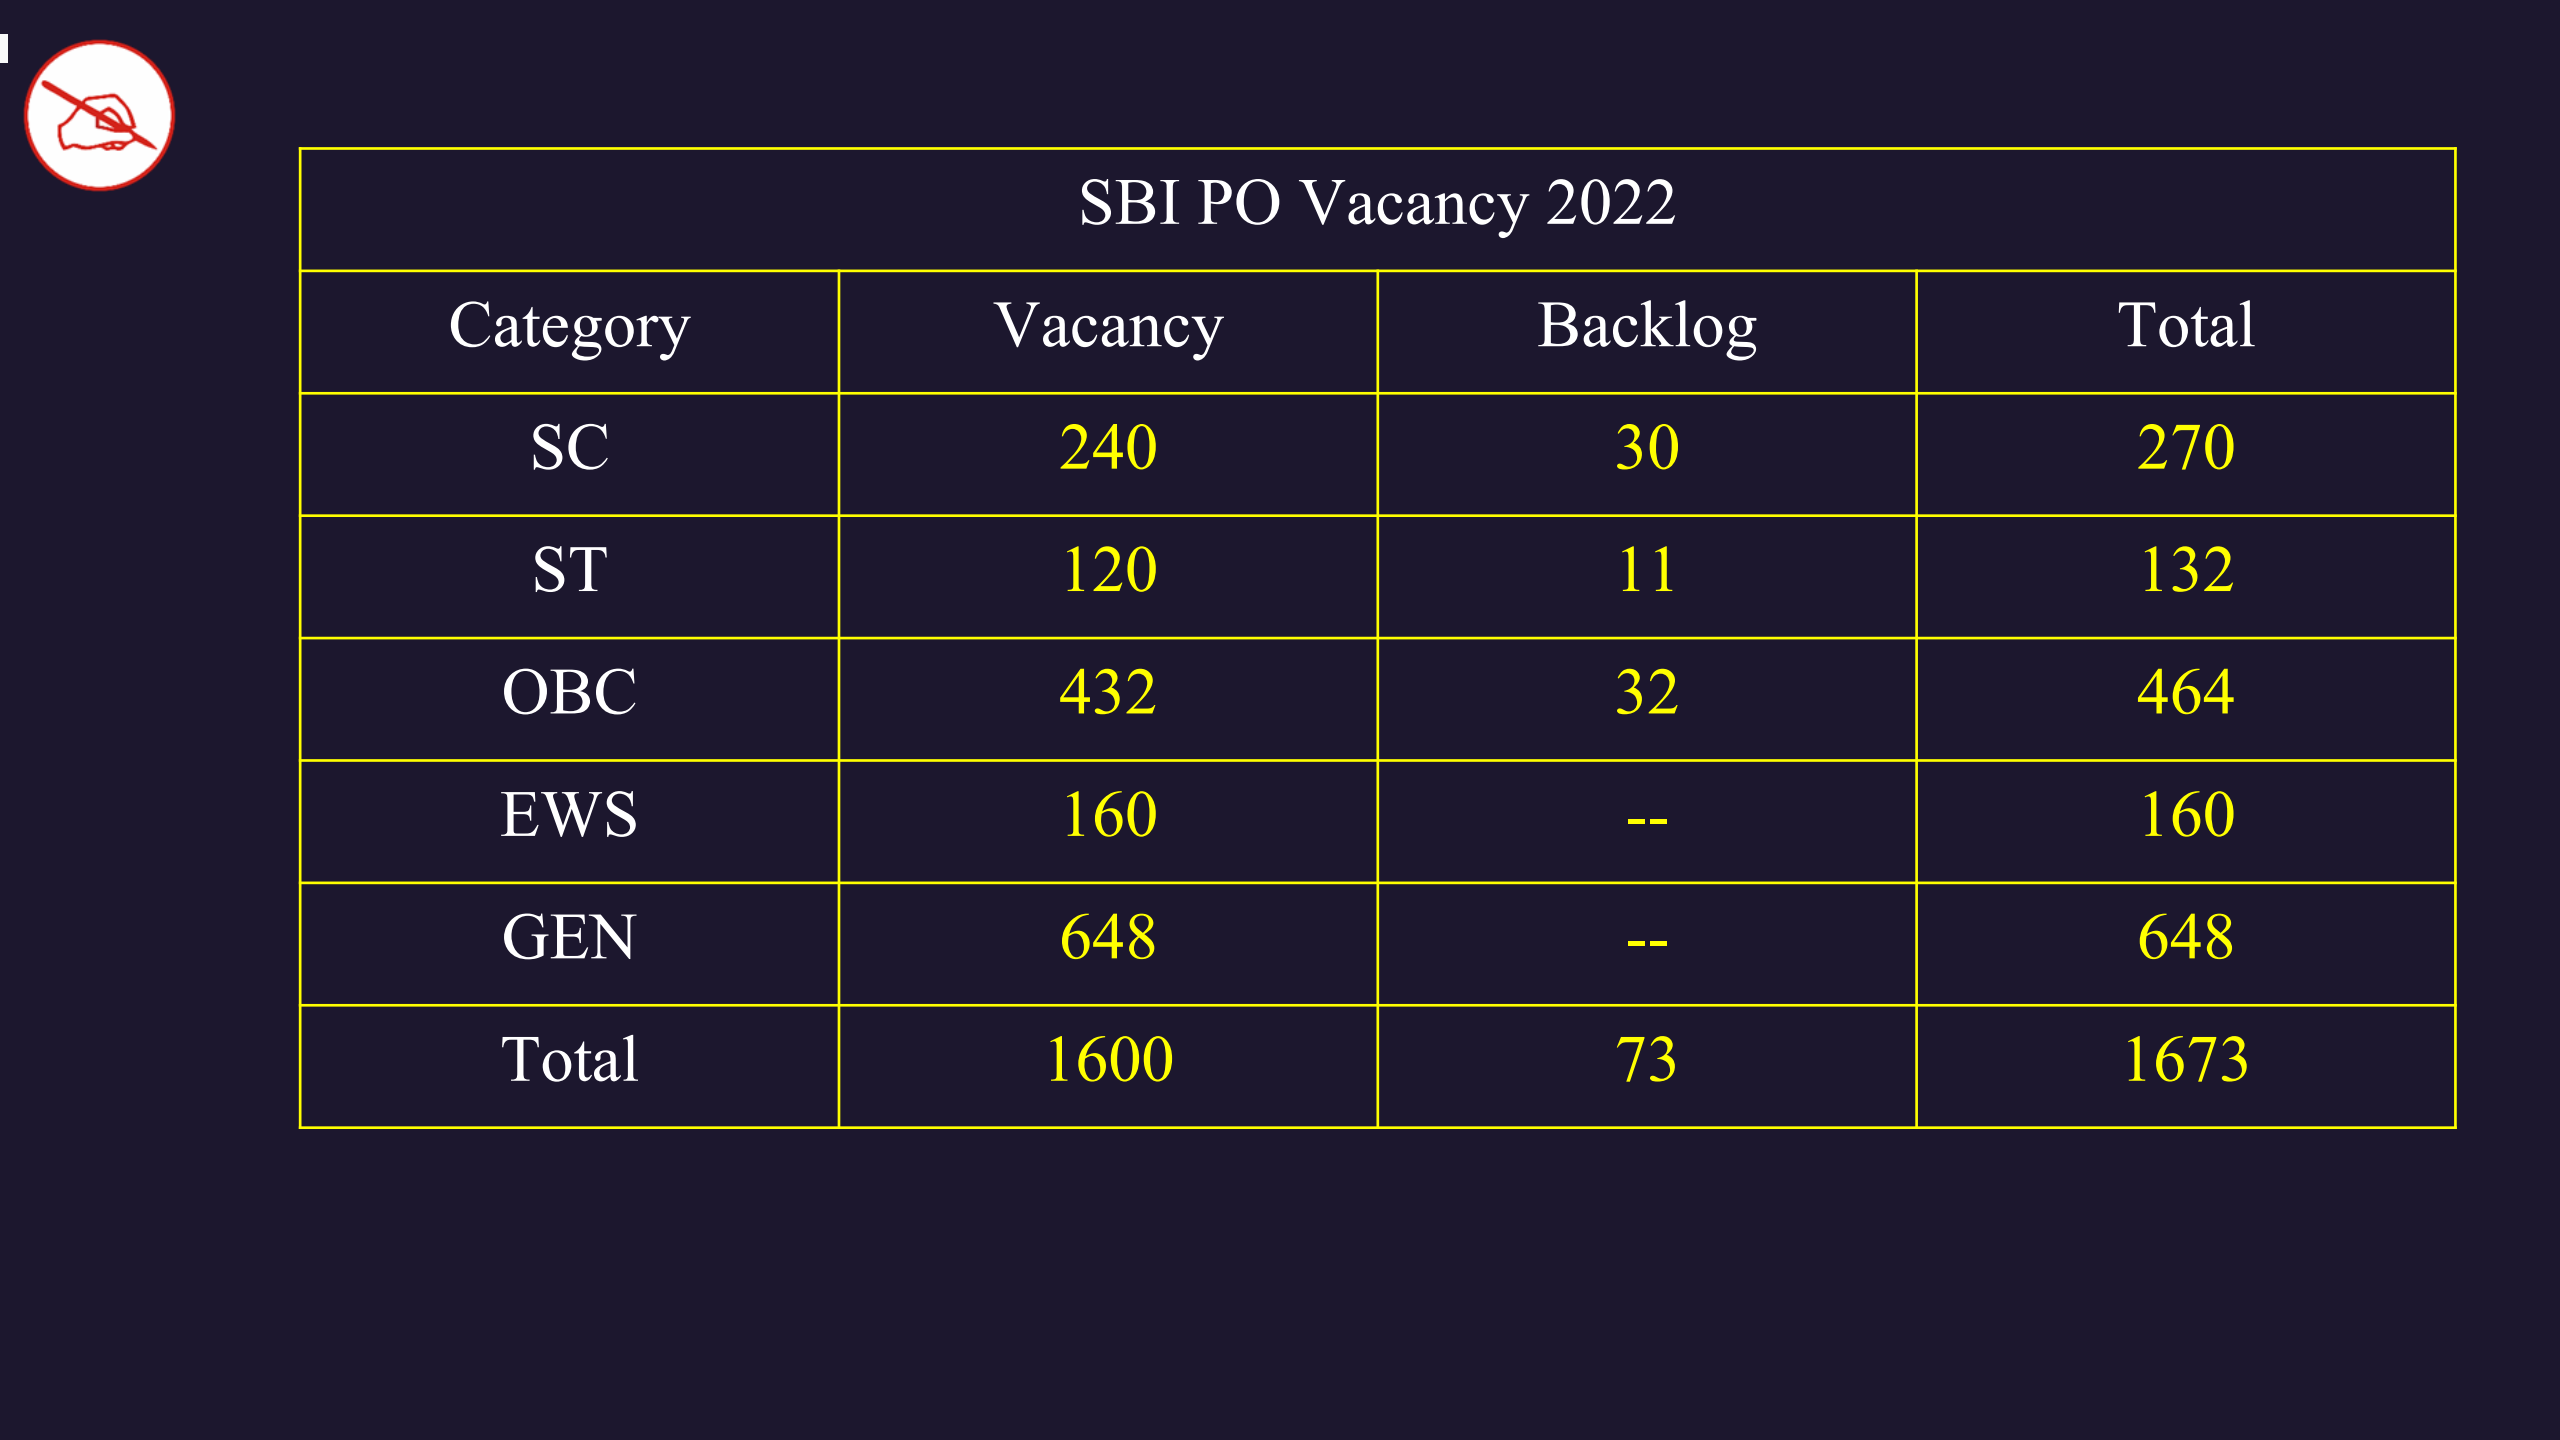 SBI PO Vacancy 2022
Category Vacancy Backlog Total
SC 240 30 270
ST 120 11 132
OBC 432 32 464
EWS 160 -- 160
GEN 648 -- 648
Total 1600 73 1673